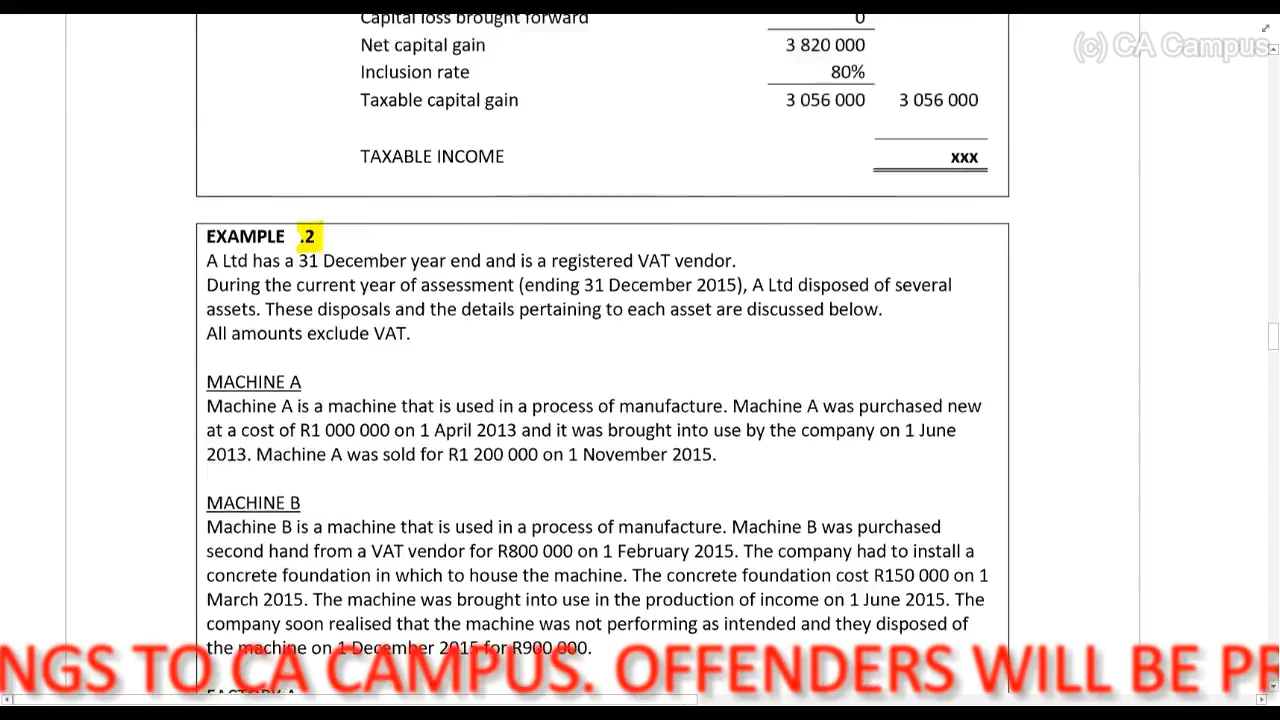 Capital loss brought forward 0
(c) CA Campus
Net capital gain 3 820 000
Inclusion rate 80%
Taxable capital gain 3 056 000 3 056 000
TAXABLE INCOME xxx
EXAMPLE .2
A Ltd has a 31 December year end and is a registered VAT vendor.
During the current year of assessment (ending 31 December 2015), A Ltd disposed of several
assets. These disposals and the details pertaining to each asset are discussed below.
All amounts exclude VAT.
MACHINE A
Machine A is a machine that is used in a process of manufacture. Machine A was purchased new
at a cost of R1 000 000 on 1 April 2013 and it was brought into use by the company on 1 June
2013. Machine A was sold for R1 200 000 on 1 November 2015.
MACHINE B
Machine B is a machine that is used in a process of manufacture. Machine B was purchased
second hand from a VAT vendor for R800 000 on 1 February 2015. The company had to install a
concrete foundation in which to house the machine. The concrete foundation cost R150 000 on 1
March 2015. The machine was brought into use in the production of income on 1 June 2015. The
company soon realised that the machine was not performing as intended and they disposed of
the machine on 1 December 2015 for R900 000.
NGS TO CA CAMPUS. OFFENDERS WILL BE PR
FACTORY A